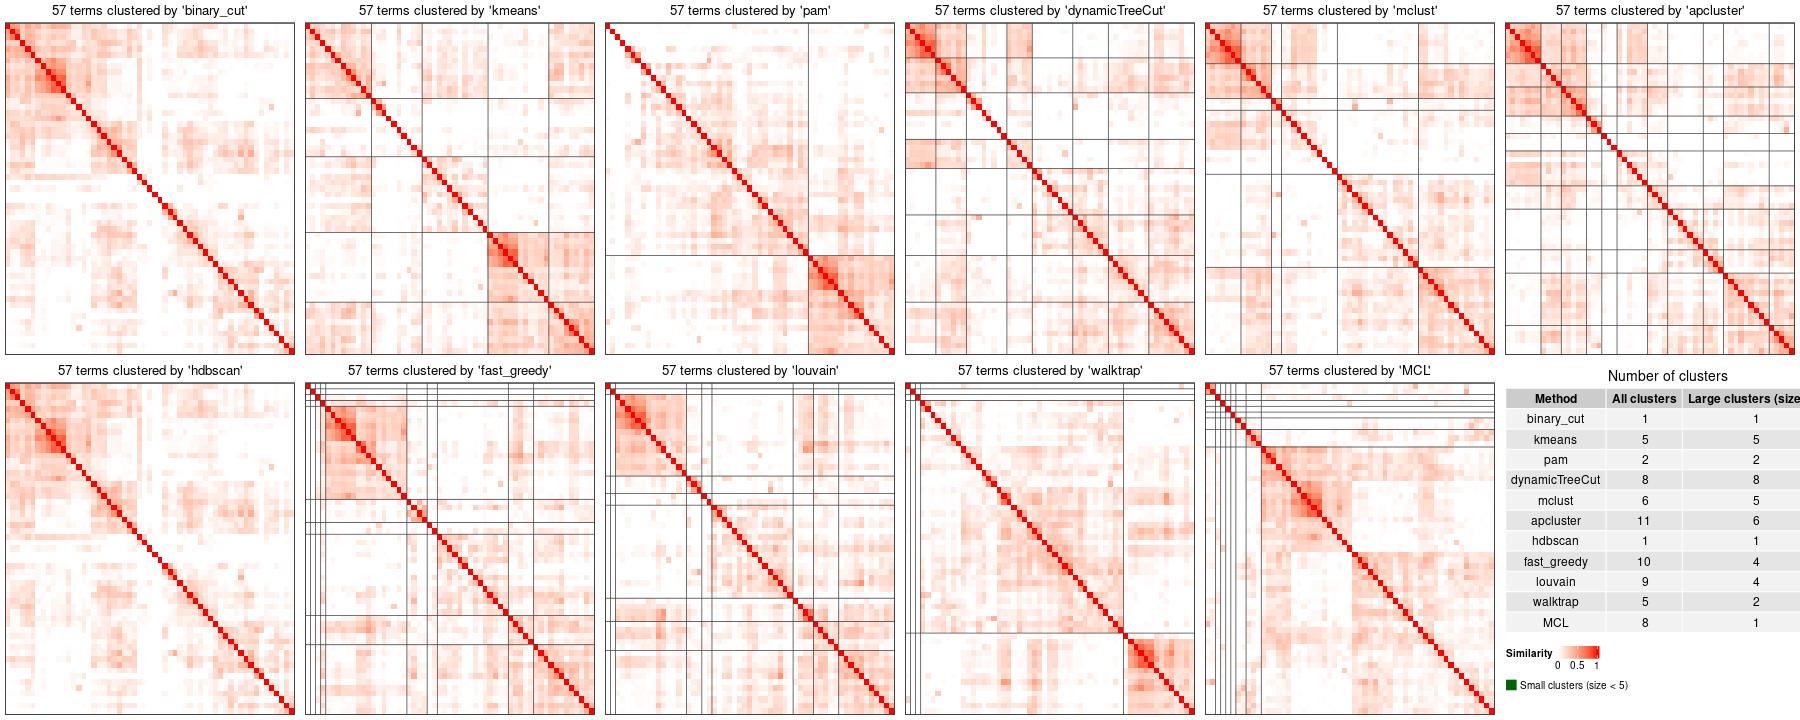 57 terms clustered by 'binary_cut'
57 terms clustered by 'kmeans'
57 terms clustered by 'pam'
57 terms clustered by 'dynamicTreeCut'
57 terms clustered by 'mclust'
57 terms clustered by 'apcluster'
57 terms clustered by 'hdbscan'
57 terms clustered by 'fast_greedy'
57 terms clustered by 'louvain'
57 terms clustered by 'walktrap'
57 terms clustered by 'MCL'
Number of clusters
Method All clusters Large clusters (size
binary_cut 1 1
kmeans 5 5
pam 2 2
dynamicTreeCut 8 8
mclust 6 5
apcluster 11 6
hdbscan 1 1
fast_greedy 10 4
louvain 9 4
walktrap 5 2
MCL 8 1
Similarity
0 0.5 1
Small clusters (size < 5)